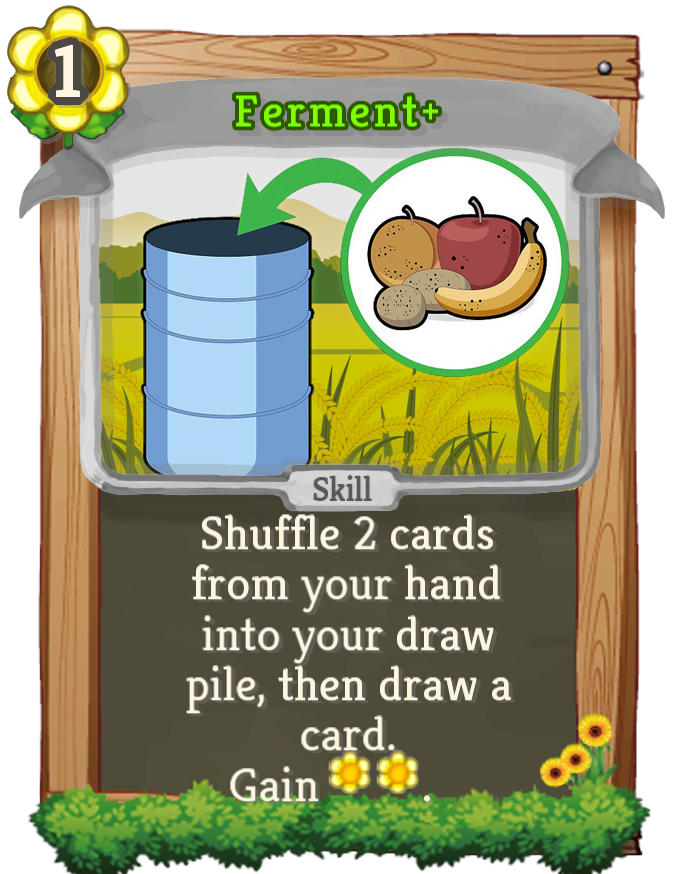 1
Ferment+
Skill
Shuffle 2 cards
from your hand
into your draw
pile, then draw a
card.
Gain .